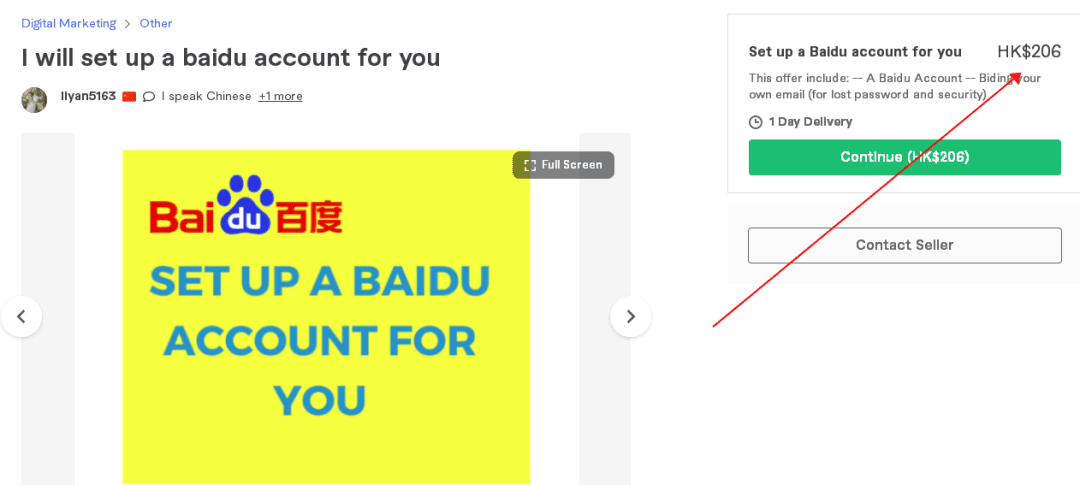 Digital Marketing > Other
I will set up a baidu account for you
llyan5163 I speak Chinese +1 more
Full Screen
Bai du 百度
SET UP A BAIDU
ACCOUNT FOR
YOU
Set up a Baidu account for you HK$206
This offer include: -- A Baidu Account -- Biding your
own email (for lost password and security)
1 Day Delivery
Continue (HK$206)
Contact Seller